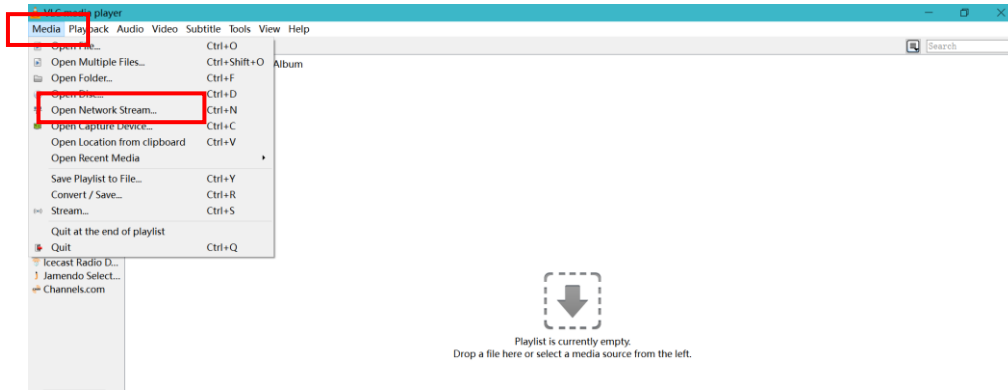 VLC media player
Media Playback Audio Video Subtitle Tools View Help
Search
Open File... Ctrl+O
Open Multiple Files... Ctrl+Shift+O
Album
Open Folder... Ctrl+F
Open Disc... Ctrl+D
Open Network Stream... Ctrl+N
Open Capture Device... Ctrl+C
Open Location from clipboard Ctrl+V
Open Recent Media
Save Playlist to File... Ctrl+Y
Convert / Save... Ctrl+R
Stream... Ctrl+S
Quit at the end of playlist
Quit Ctrl+Q
Icecast Radio D...
Jamendo Select...
Channels.com
Playlist is currently empty.
Drop a file here or select a media source from the left.